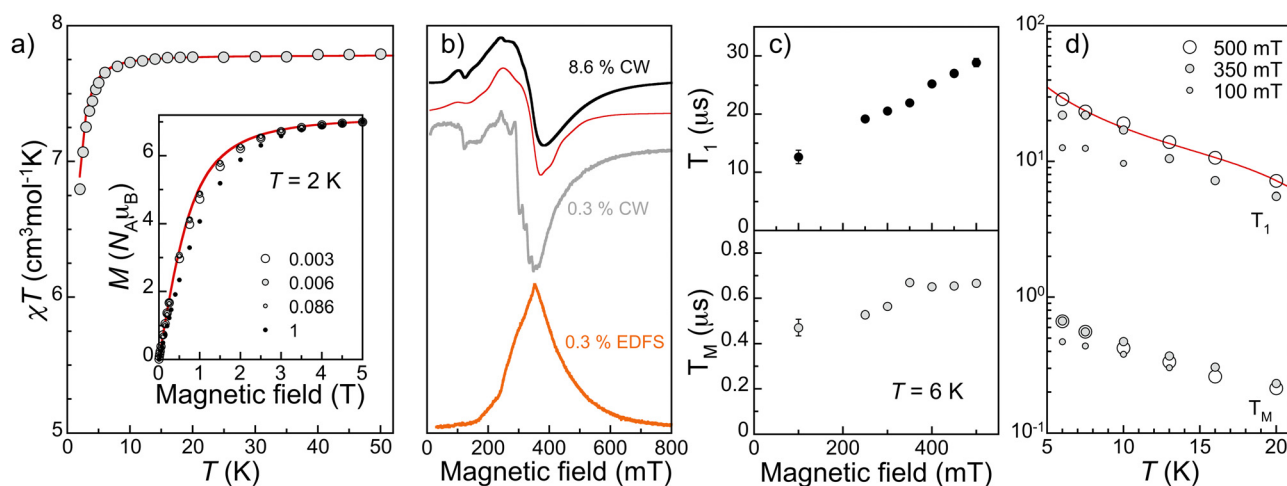 a)
χT (cm³mol⁻¹K)
8
7
6
5
0
10
20
30
40
50
T (K)
M (NAμB)
6
4
2
0
0
1
2
3
4
5
Magnetic field (T)
T = 2 K
0.003
0.006
0.086
1
b)
8.6 % CW
0.3 % CW
0.3 % EDFS
0
200
400
600
800
Magnetic field (mT)
c)
T₁ (μs)
30
20
10
0
TM (μs)
0.8
0.6
0.4
0.2
T = 6 K
0
200
400
Magnetic field (mT)
d)
500 mT
350 mT
100 mT
10²
10¹
10⁰
10⁻¹
T₁
TM
5
10
15
20
T (K)